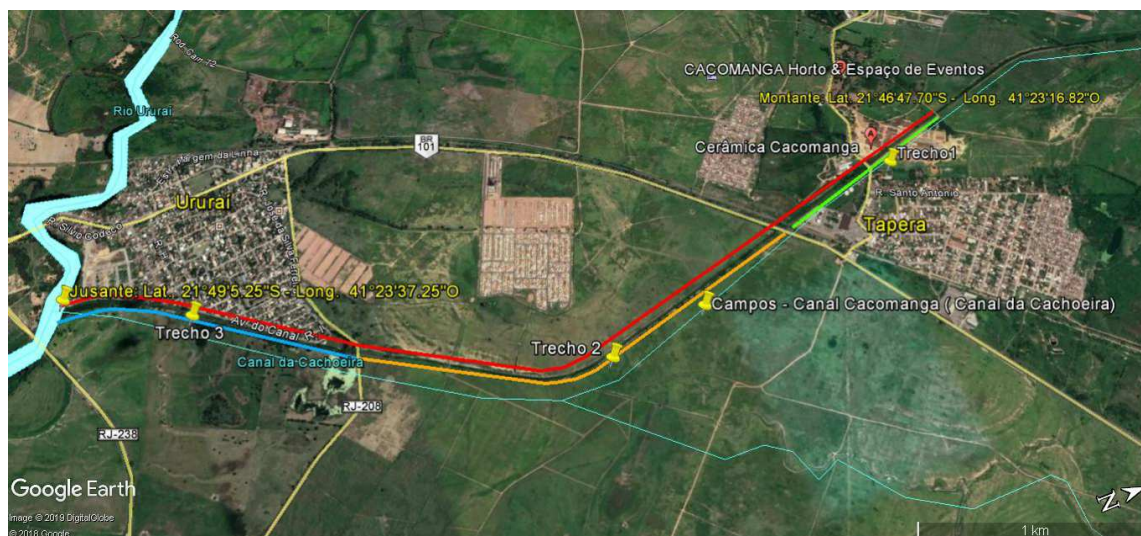 Rod-Cam-12
CACOMANGA Horto & Espaço de Eventos
Montante: Lat. 21°46'47.70"S - Long. 41°23'16.82"O
Rio Ururaí
BR
101
Cerâmica Cacomanga
Trecho1
R. Santo Antonio
Ururaí
Tapera
Jusante: Lat. 21°49'5.25"S - Long. 41°23'37.25"O
Campos - Canal Cacomanga ( Canal da Cachoeira)
Av. do Canal
Trecho 3
Trecho 2
Canal da Cachoeira
RJ-208
RJ-238
Google Earth
Image © 2019 DigitalGlobe
© 2018 Google
N
1 km